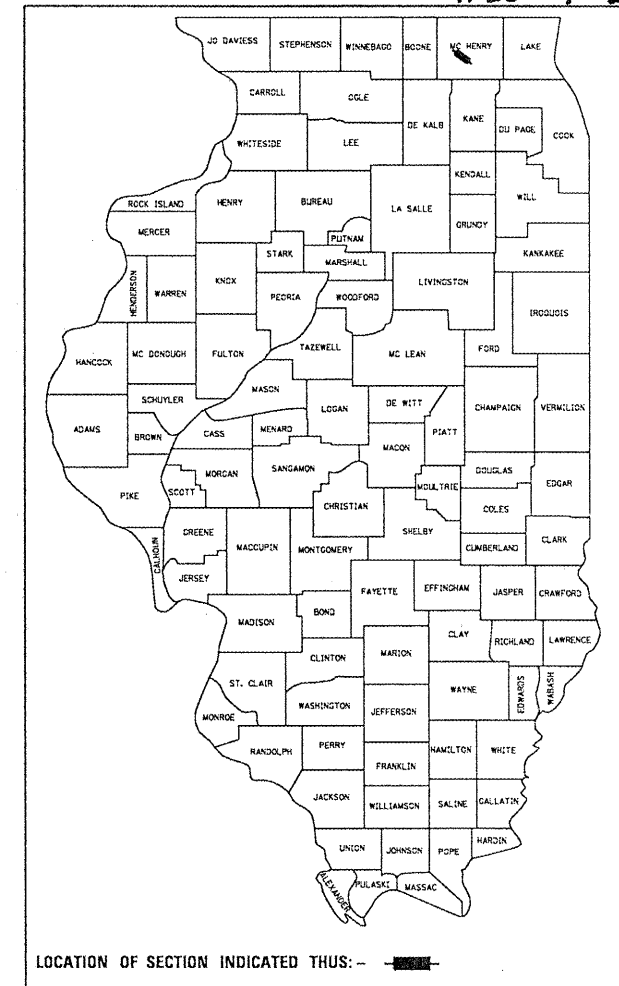 JO DAVIESS STEPHENSON WINNEBAGO BOONE MC HENRY LAKE
CARROLL OGLE DE KALB KANE DU PAGE COOK
WHITESIDE LEE KENDALL WILL
ROCK ISLAND HENRY BUREAU LA SALLE GRUNDY
MERCER PUTNAM KANKAKEE
STARK MARSHALL
HENDERSON WARREN KNOX PEORIA WOODFORD LIVINGSTON IROQUOIS
HANCOCK MC DONOUGH FULTON TAZEWELL MC LEAN FORD
SCHUYLER MASON LOGAN DE WITT CHAMPAIGN VERMILION
ADAMS BROWN CASS MENARD MACON PIATT
PIKE SCOTT MORGAN SANGAMON CHRISTIAN MOULTRIE DOUGLAS EDGAR
COLES
CALHOUN GREENE MACCUPIN MONTGOMERY SHELBY CUMBERLAND CLARK
JERSEY FAYETTE EFFINGHAM JASPER CRAWFORD
MADISON BOND
CLINTON MARION CLAY RICHLAND LAWRENCE
ST. CLAIR WASHINGTON WAYNE EDWARDS WABASH
MONROE JEFFERSON
RANDOLPH PERRY HAMILTON WHITE
FRANKLIN
JACKSON WILLIAMSON SALINE GALLATIN
UNION JOHNSON POPE HARDIN
ALEXANDER PULASKI MASSAC
LOCATION OF SECTION INDICATED THUS: -